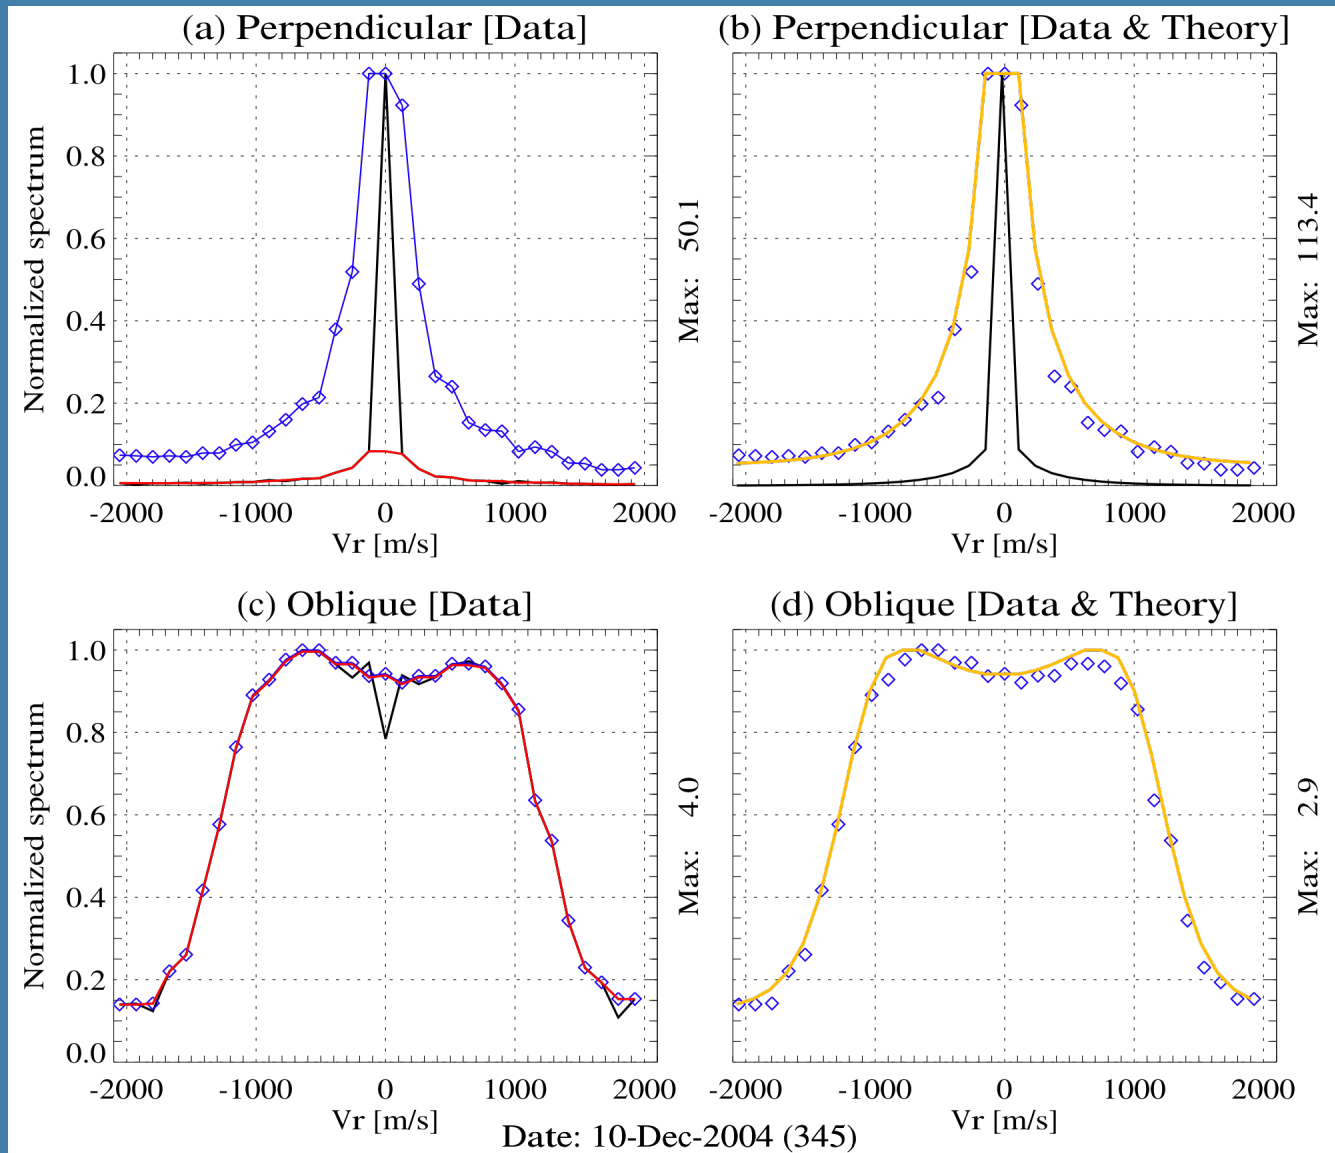 (a) Perpendicular [Data]
(b) Perpendicular [Data & Theory]
Normalized spectrum
1.0
0.8
0.6
0.4
0.2
0.0
-2000 -1000 0 1000 2000
Vr [m/s]
Max: 50.1
-2000 -1000 0 1000 2000
Vr [m/s]
Max: 113.4
(c) Oblique [Data]
(d) Oblique [Data & Theory]
Normalized spectrum
1.0
0.8
0.6
0.4
0.2
0.0
-2000 -1000 0 1000 2000
Vr [m/s]
Max: 4.0
-2000 -1000 0 1000 2000
Vr [m/s]
Max: 2.9
Date: 10-Dec-2004 (345)